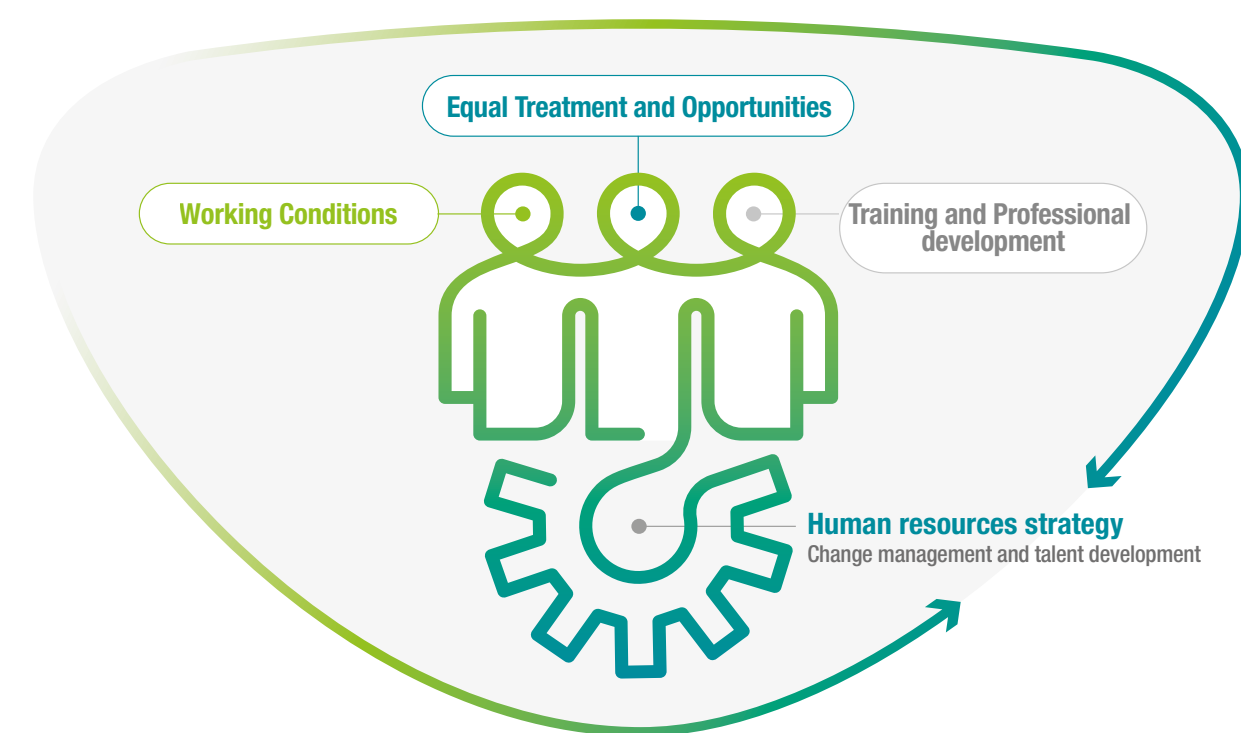 Equal Treatment and Opportunities
Working Conditions
Training and Professional
development
Human resources strategy
Change management and talent development